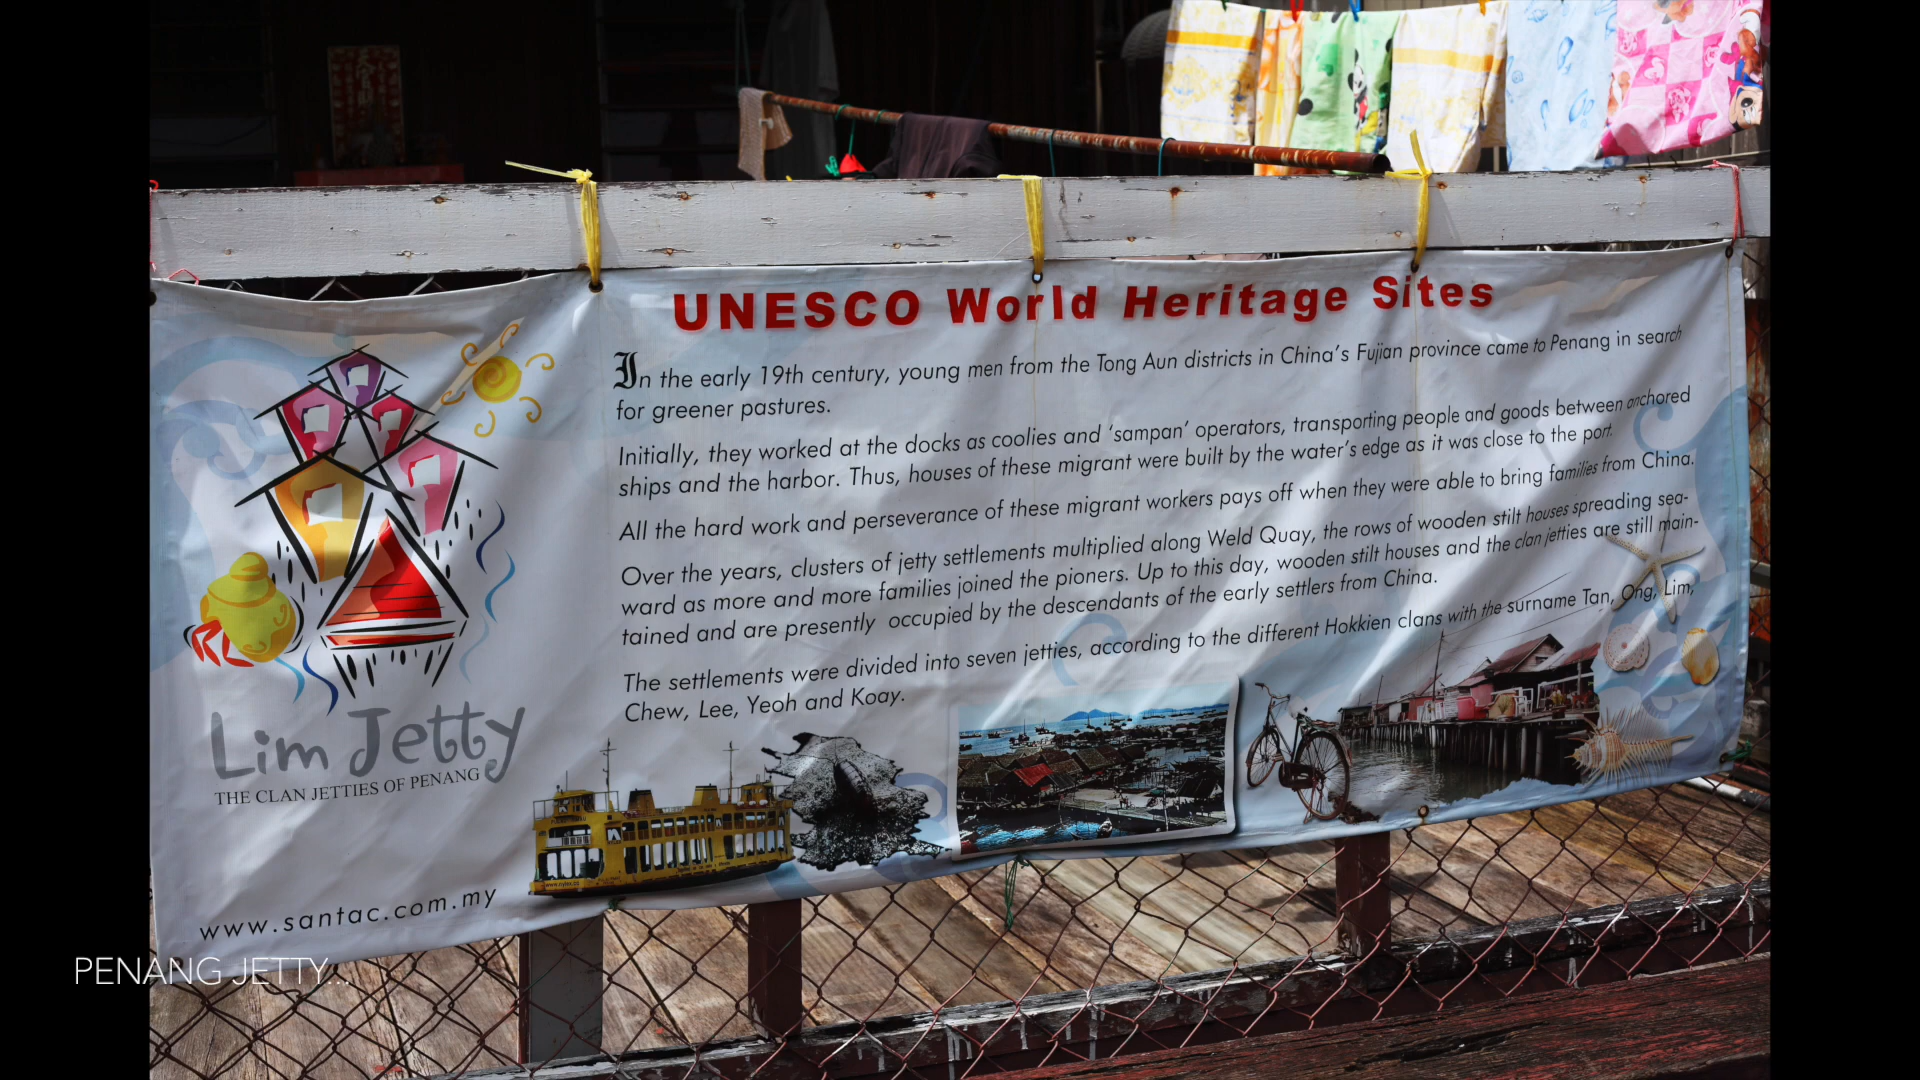 天官賜
UNESCO World Heritage Sites
In the early 19th century, young men from the Tong Aun districts in China's Fujian province came to Penang in search
for greener pastures.
Initially, they worked at the docks as coolies and 'sampan' operators, transporting people and goods between anchored
ships and the harbor. Thus, houses of these migrant were built by the water's edge as it was close to the port.
All the hard work and perseverance of these migrant workers pays off when they were able to bring families from China.
Over the years, clusters of jetty settlements multiplied along Weld Quay, the rows of wooden stilt houses spreading sea-
ward as more and more families joined the pioners. Up to this day, wooden stilt houses and the clan jetties are still main-
tained and are presently occupied by the descendants of the early settlers from China.
The settlements were divided into seven jetties, according to the different Hokkien clans with the surname Tan, Ong, Lim,
Chew, Lee, Yeoh and Koay.
Lim Jetty
THE CLAN JETTIES OF PENANG
www.santac.com.my
PENANG JETTY...